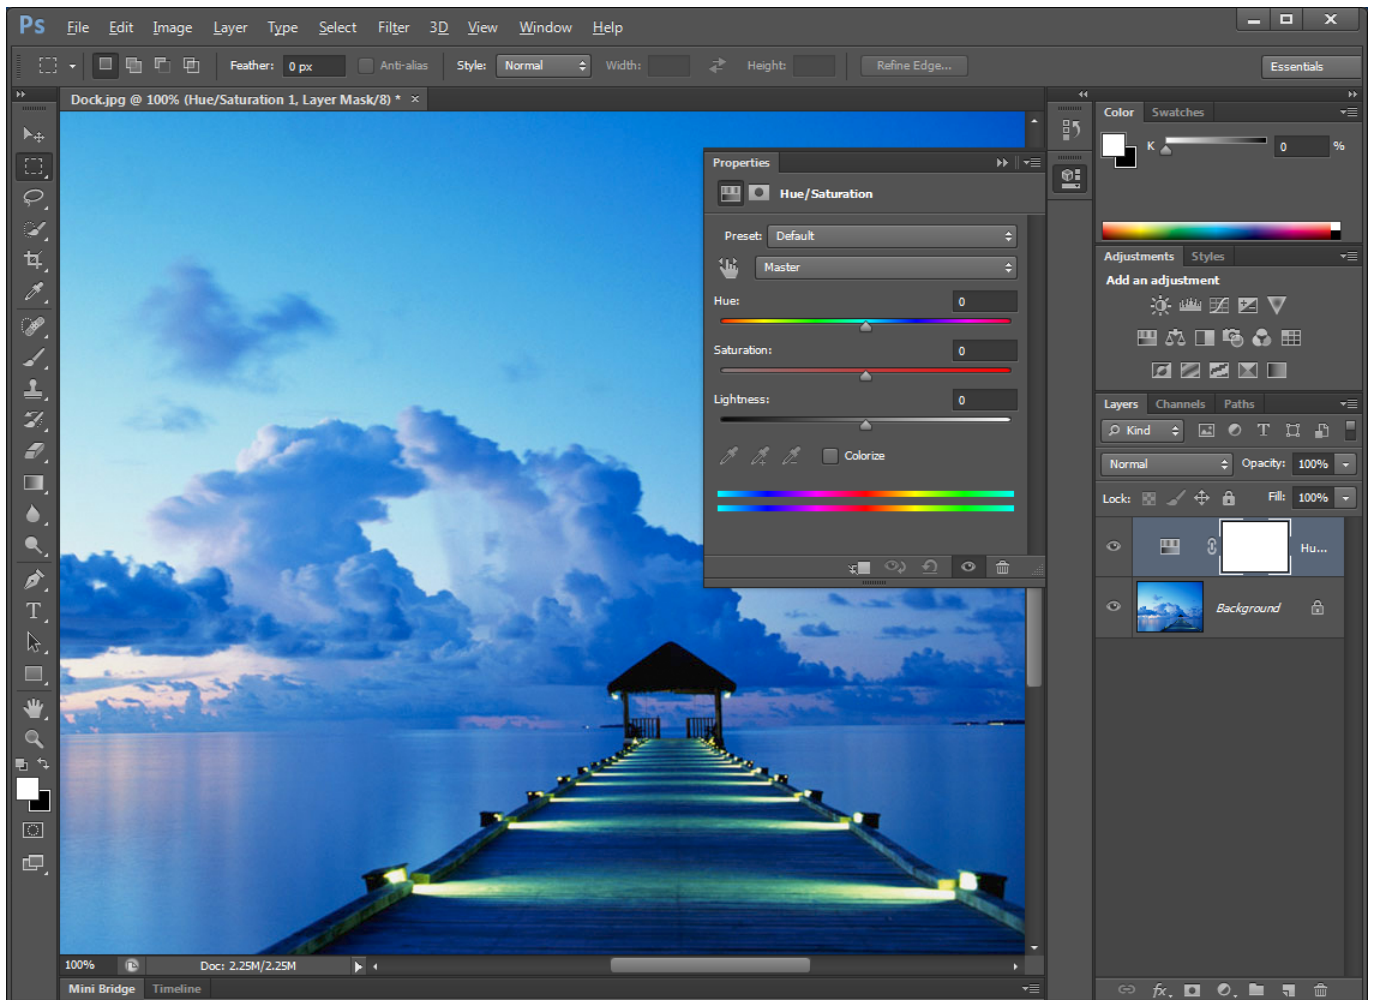 Ps File Edit Image Layer Type Select Filter 3D View Window Help
Feather: 0 px Anti-alias Style: Normal Width: Height: Refine Edge... Essentials
Dock.jpg @ 100% (Hue/Saturation 1, Layer Mask/8) * ×
Color Swatches
K 0 %
Properties
Hue/Saturation
Preset: Default
Master
Hue: 0
Saturation: 0
Lightness: 0
Colorize
Adjustments Styles
Add an adjustment
Layers Channels Paths
Kind
Normal Opacity: 100%
Lock: Fill: 100%
Hu...
Background
100% Doc: 2.25M/2.25M
Mini Bridge Timeline